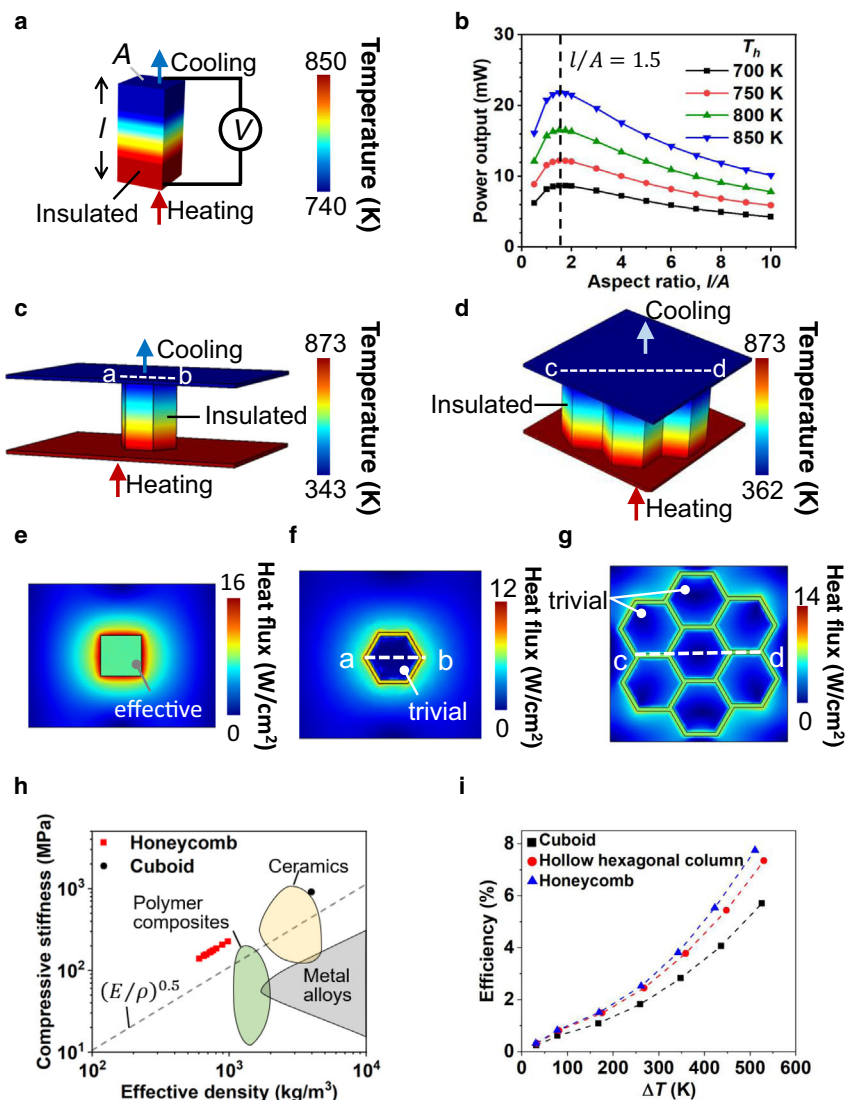 a
850
Temperature (K)
740
A
Cooling
l
V
Insulated
Heating
b
Power output (mW)
30
20
10
0
l/A = 1.5
T_h
700 K
750 K
800 K
850 K
0 2 4 6 8 10
Aspect ratio, l/A
c
Cooling
a b
Insulated
Heating
873
Temperature (K)
343
d
Cooling
c d
Insulated
Heating
873
Temperature (K)
362
e
effective
16
Heat flux (W/cm²)
0
f
a b
trivial
12
Heat flux (W/cm²)
0
g
trivial
c d
14
Heat flux (W/cm²)
0
h
Compressive stiffness (MPa)
10³
10²
10¹
Honeycomb
Cuboid
Ceramics
Polymer
composites
Metal
alloys
(E/ρ)^0.5
10² 10³ 10⁴
Effective density (kg/m³)
i
Efficiency (%)
8
6
4
2
0
Cuboid
Hollow hexagonal column
Honeycomb
0 100 200 300 400 500 600
ΔT (K)